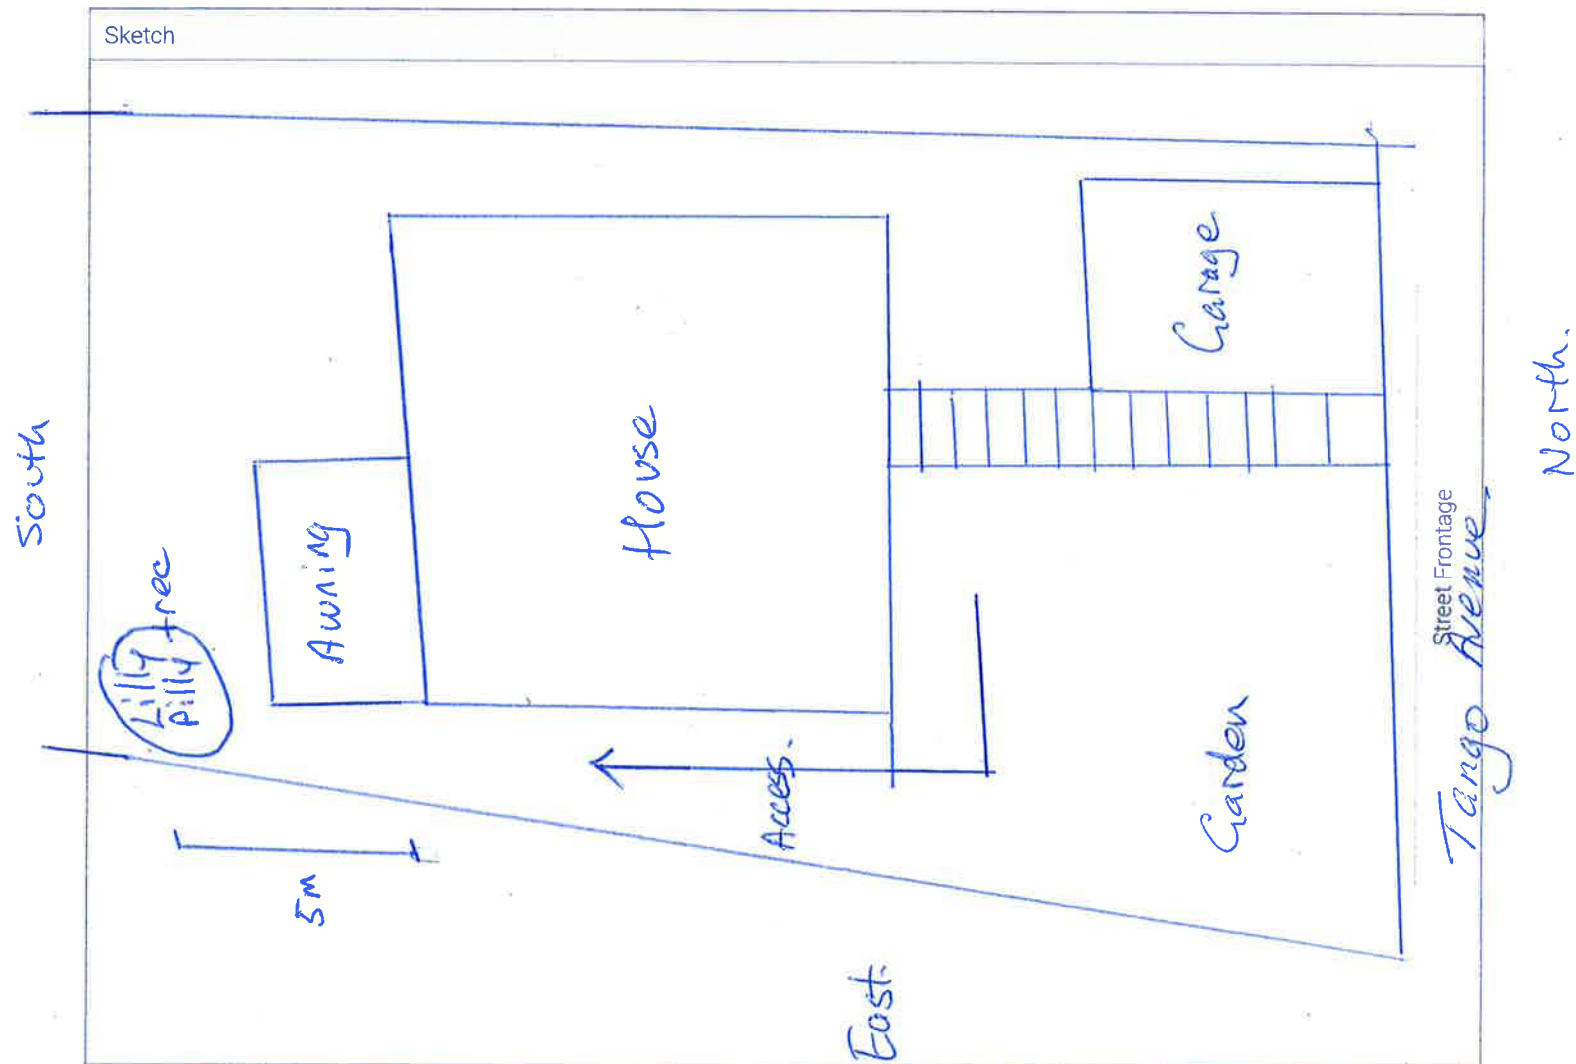 Sketch
South
Lilly
pilly tree
Awning
5m
House
Access.
East.
Garage
Garden
Street Frontage
Tango Avenue
North.